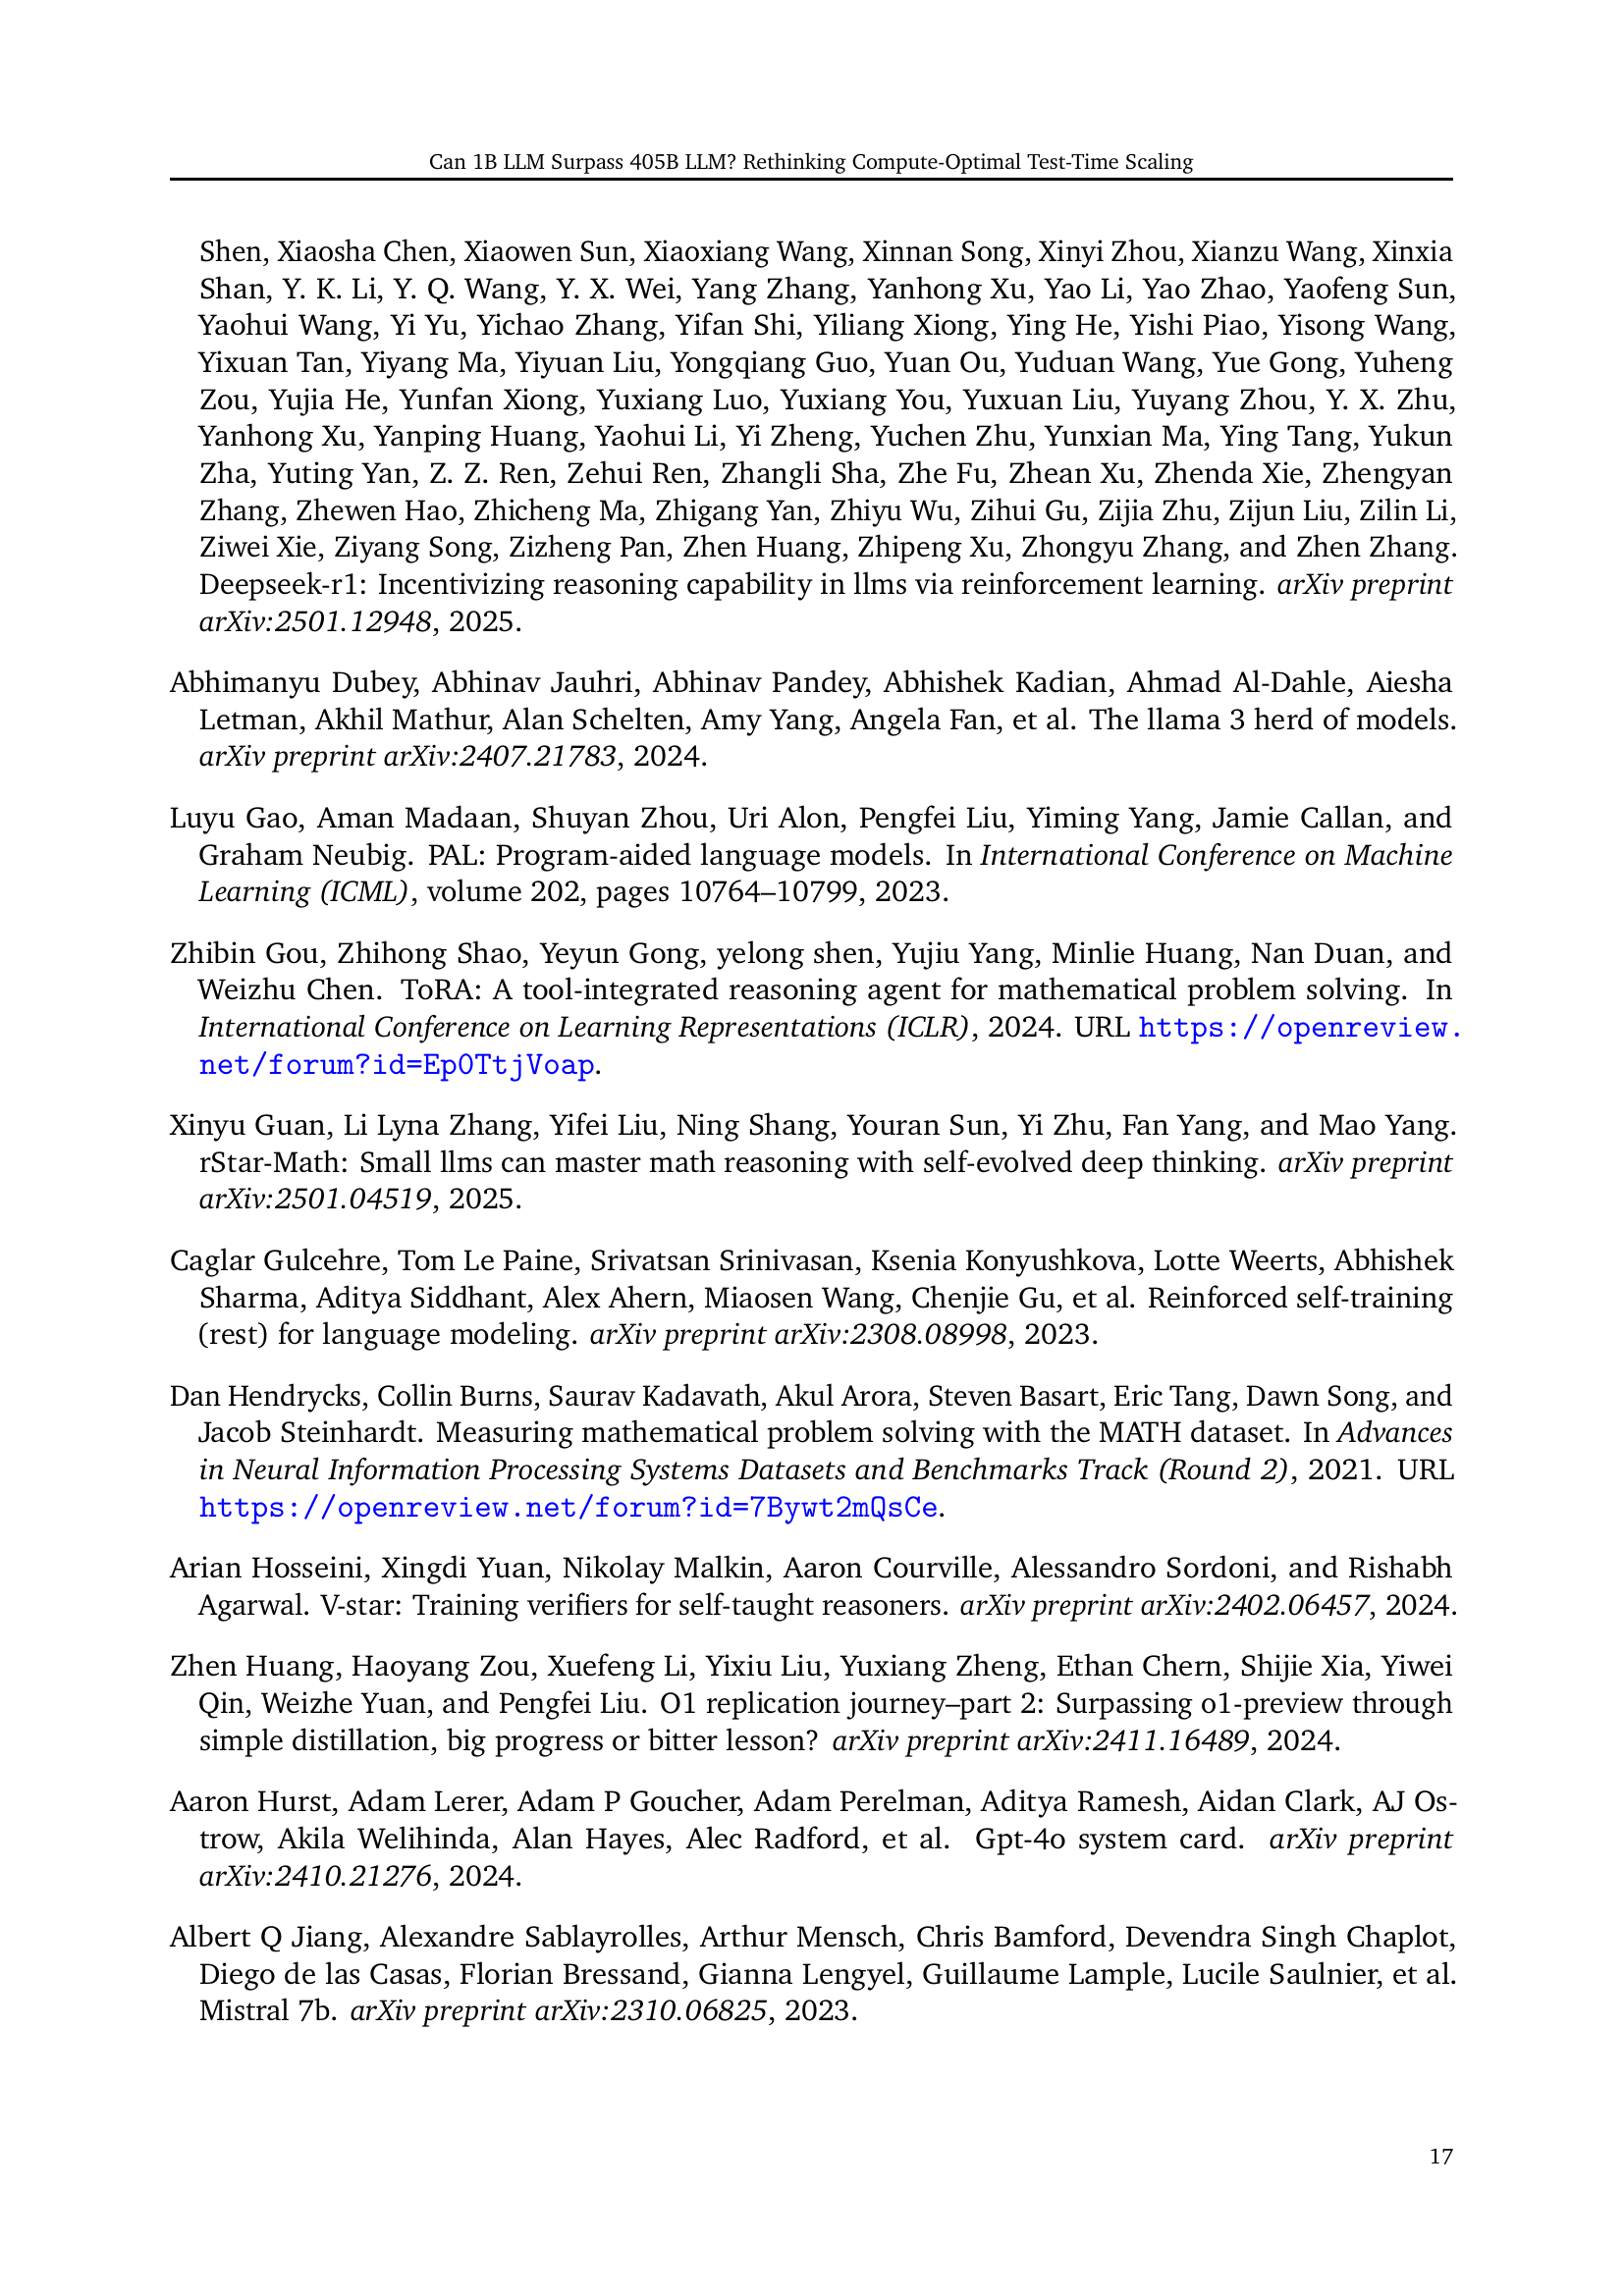 Can 1B LLM Surpass 405B LLM? Rethinking Compute-Optimal Test-Time Scaling
Shen, Xiaosha Chen, Xiaowen Sun, Xiaoxiang Wang, Xinnan Song, Xinyi Zhou, Xianzu Wang, Xinxia
Shan, Y. K. Li, Y. Q. Wang, Y. X. Wei, Yang Zhang, Yanhong Xu, Yao Li, Yao Zhao, Yaofeng Sun,
Yaohui Wang, Yi Yu, Yichao Zhang, Yifan Shi, Yiliang Xiong, Ying He, Yishi Piao, Yisong Wang,
Yixuan Tan, Yiyang Ma, Yiyuan Liu, Yongqiang Guo, Yuan Ou, Yuduan Wang, Yue Gong, Yuheng
Zou, Yujia He, Yunfan Xiong, Yuxiang Luo, Yuxiang You, Yuxuan Liu, Yuyang Zhou, Y. X. Zhu,
Yanhong Xu, Yanping Huang, Yaohui Li, Yi Zheng, Yuchen Zhu, Yunxian Ma, Ying Tang, Yukun
Zha, Yuting Yan, Z. Z. Ren, Zehui Ren, Zhangli Sha, Zhe Fu, Zhean Xu, Zhenda Xie, Zhengyan
Zhang, Zhewen Hao, Zhicheng Ma, Zhigang Yan, Zhiyu Wu, Zihui Gu, Zijia Zhu, Zijun Liu, Zilin Li,
Ziwei Xie, Ziyang Song, Zizheng Pan, Zhen Huang, Zhipeng Xu, Zhongyu Zhang, and Zhen Zhang.
Deepseek-r1: Incentivizing reasoning capability in llms via reinforcement learning. arXiv preprint
arXiv:2501.12948, 2025.
Abhimanyu Dubey, Abhinav Jauhri, Abhinav Pandey, Abhishek Kadian, Ahmad Al-Dahle, Aiesha
Letman, Akhil Mathur, Alan Schelten, Amy Yang, Angela Fan, et al. The llama 3 herd of models.
arXiv preprint arXiv:2407.21783, 2024.
Luyu Gao, Aman Madaan, Shuyan Zhou, Uri Alon, Pengfei Liu, Yiming Yang, Jamie Callan, and
Graham Neubig. PAL: Program-aided language models. In International Conference on Machine
Learning (ICML), volume 202, pages 10764–10799, 2023.
Zhibin Gou, Zhihong Shao, Yeyun Gong, yelong shen, Yujiu Yang, Minlie Huang, Nan Duan, and
Weizhu Chen. ToRA: A tool-integrated reasoning agent for mathematical problem solving. In
International Conference on Learning Representations (ICLR), 2024. URL https://openreview.
net/forum?id=Ep0TtjVoap.
Xinyu Guan, Li Lyna Zhang, Yifei Liu, Ning Shang, Youran Sun, Yi Zhu, Fan Yang, and Mao Yang.
rStar-Math: Small llms can master math reasoning with self-evolved deep thinking. arXiv preprint
arXiv:2501.04519, 2025.
Caglar Gulcehre, Tom Le Paine, Srivatsan Srinivasan, Ksenia Konyushkova, Lotte Weerts, Abhishek
Sharma, Aditya Siddhant, Alex Ahern, Miaosen Wang, Chenjie Gu, et al. Reinforced self-training
(rest) for language modeling. arXiv preprint arXiv:2308.08998, 2023.
Dan Hendrycks, Collin Burns, Saurav Kadavath, Akul Arora, Steven Basart, Eric Tang, Dawn Song, and
Jacob Steinhardt. Measuring mathematical problem solving with the MATH dataset. In Advances
in Neural Information Processing Systems Datasets and Benchmarks Track (Round 2), 2021. URL
https://openreview.net/forum?id=7Bywt2mQsCe.
Arian Hosseini, Xingdi Yuan, Nikolay Malkin, Aaron Courville, Alessandro Sordoni, and Rishabh
Agarwal. V-star: Training verifiers for self-taught reasoners. arXiv preprint arXiv:2402.06457, 2024.
Zhen Huang, Haoyang Zou, Xuefeng Li, Yixiu Liu, Yuxiang Zheng, Ethan Chern, Shijie Xia, Yiwei
Qin, Weizhe Yuan, and Pengfei Liu. O1 replication journey–part 2: Surpassing o1-preview through
simple distillation, big progress or bitter lesson? arXiv preprint arXiv:2411.16489, 2024.
Aaron Hurst, Adam Lerer, Adam P Goucher, Adam Perelman, Aditya Ramesh, Aidan Clark, AJ Os-
trow, Akila Welihinda, Alan Hayes, Alec Radford, et al. Gpt-4o system card. arXiv preprint
arXiv:2410.21276, 2024.
Albert Q Jiang, Alexandre Sablayrolles, Arthur Mensch, Chris Bamford, Devendra Singh Chaplot,
Diego de las Casas, Florian Bressand, Gianna Lengyel, Guillaume Lample, Lucile Saulnier, et al.
Mistral 7b. arXiv preprint arXiv:2310.06825, 2023.
17